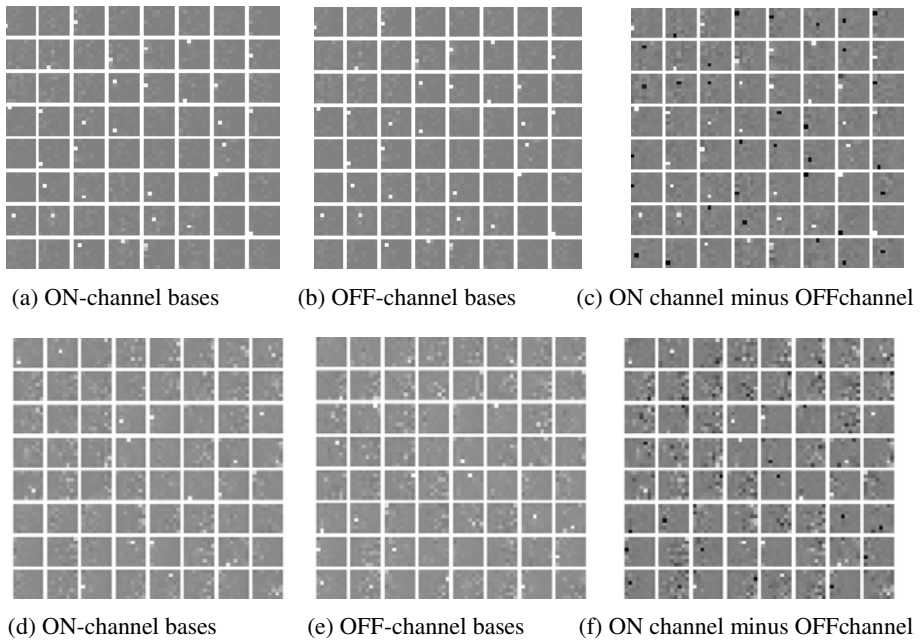 (a) ON-channel bases
(b) OFF-channel bases
(c) ON channel minus OFFchannel
(d) ON-channel bases
(e) OFF-channel bases
(f) ON channel minus OFFchannel